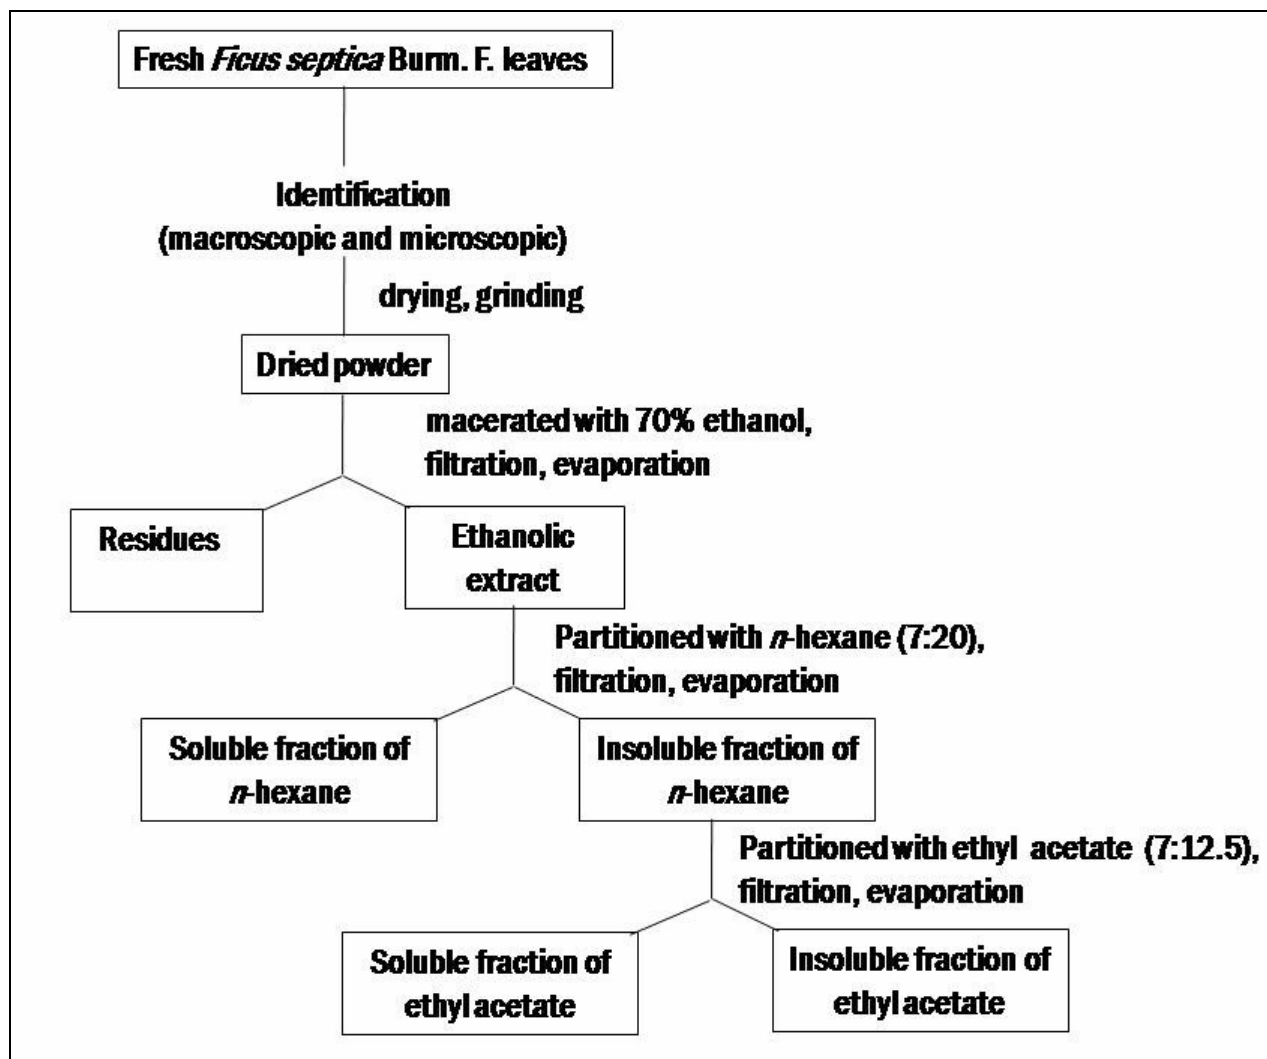 Fresh Ficus septica Burm. F. leaves
Identification
(macroscopic and microscopic)
drying, grinding
Dried powder
macerated with 70% ethanol,
filtration, evaporation
Residues
Ethanolic
extract
Partitioned with n-hexane (7:20),
filtration, evaporation
Soluble fraction of
n-hexane
Insoluble fraction of
n-hexane
Partitioned with ethyl acetate (7:12.5),
filtration, evaporation
Soluble fraction of
ethyl acetate
Insoluble fraction of
ethyl acetate